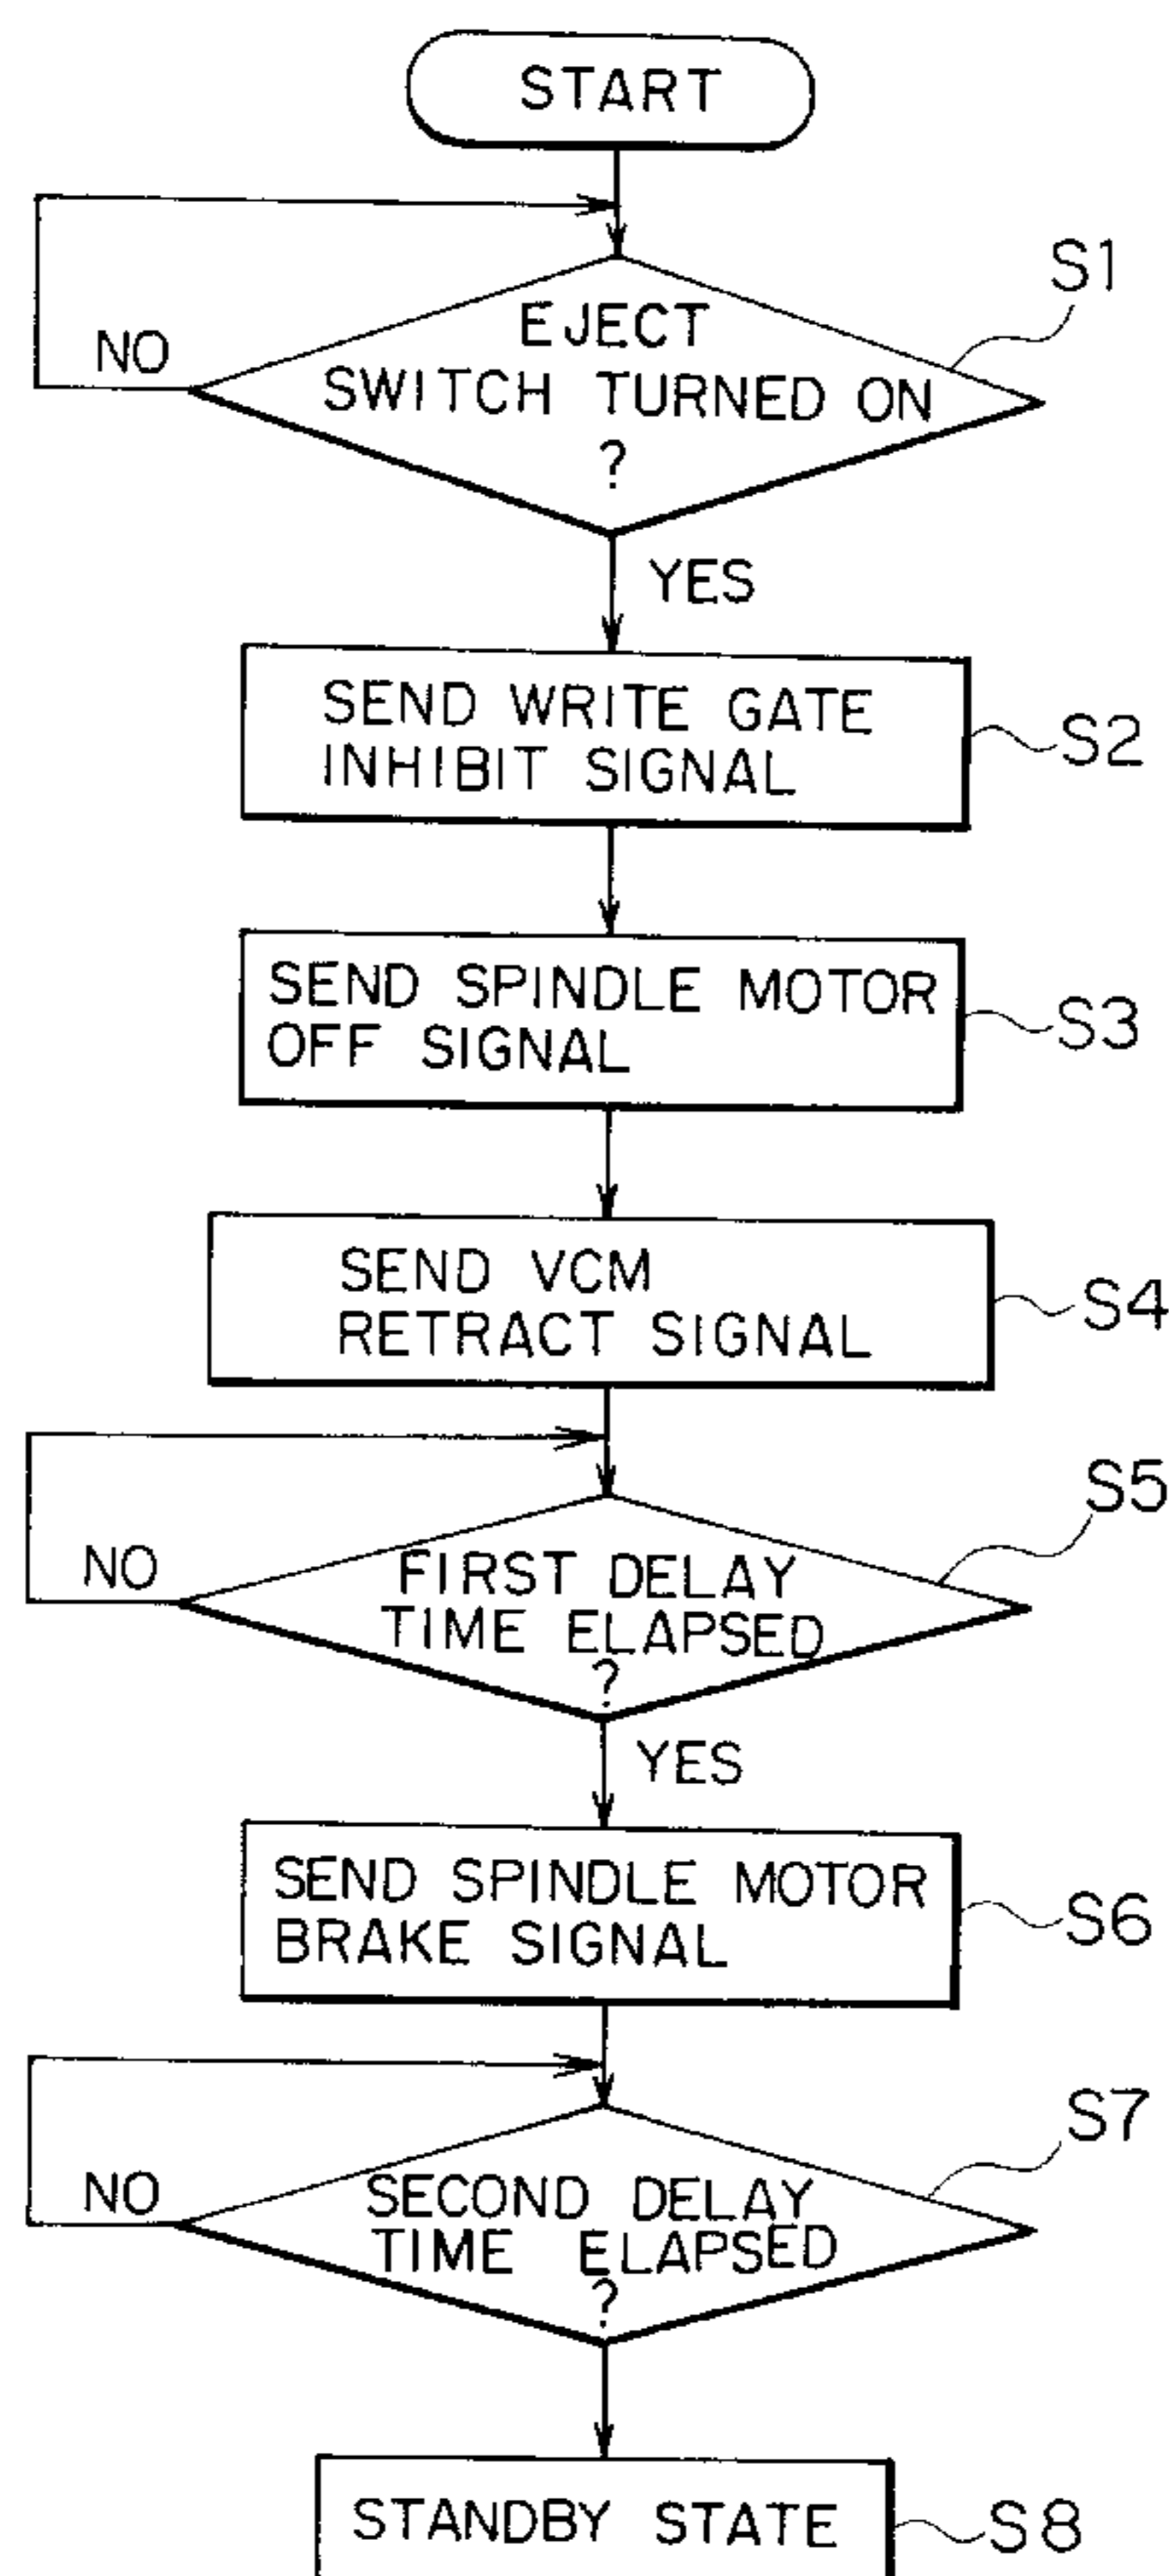 START
S1
EJECT
NO
SWITCH TURNED ON
?
YES
SEND WRITE GATE
INHIBIT SIGNAL
S2
SEND SPINDLE MOTOR
OFF SIGNAL
S3
SEND VCM
RETRACT SIGNAL
S4
S5
NO
FIRST DELAY
TIME ELAPSED
?
YES
SEND SPINDLE MOTOR
BRAKE SIGNAL
S6
S7
NO
SECOND DELAY
TIME ELAPSED
?
STANDBY STATE
S8